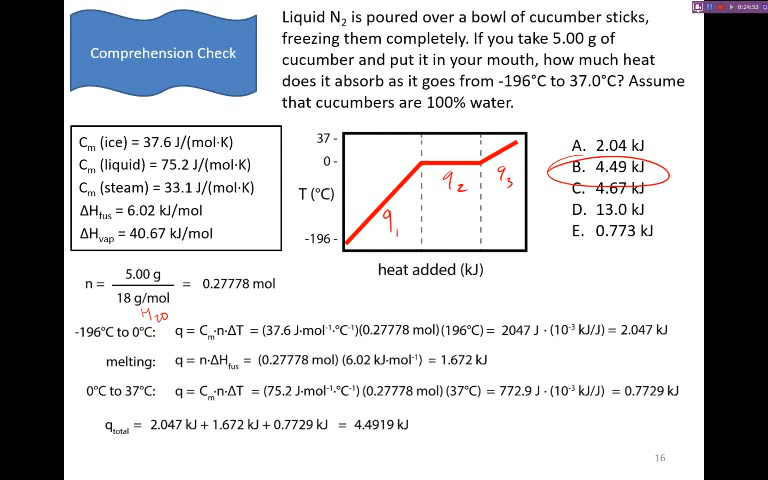 0:24:53
Comprehension Check
Liquid N₂ is poured over a bowl of cucumber sticks,
freezing them completely. If you take 5.00 g of
cucumber and put it in your mouth, how much heat
does it absorb as it goes from -196°C to 37.0°C? Assume
that cucumbers are 100% water.
Cₘ (ice) = 37.6 J/(mol·K)
Cₘ (liquid) = 75.2 J/(mol·K)
Cₘ (steam) = 33.1 J/(mol·K)
ΔH_fus = 6.02 kJ/mol
ΔH_vap = 40.67 kJ/mol
37 -
0 -
T (°C)
-196 -
q₁
q₂
q₃
heat added (kJ)
A. 2.04 kJ
B. 4.49 kJ
C. 4.67 kJ
D. 13.0 kJ
E. 0.773 kJ
n = 5.00 g / 18 g/mol = 0.27778 mol
H₂O
-196°C to 0°C: q = Cₘ·n·ΔT = (37.6 J·mol⁻¹·°C⁻¹)(0.27778 mol)(196°C) = 2047 J · (10⁻³ kJ/J) = 2.047 kJ
melting: q = n·ΔH_fus = (0.27778 mol) (6.02 kJ·mol⁻¹) = 1.672 kJ
0°C to 37°C: q = Cₘ·n·ΔT = (75.2 J·mol⁻¹·°C⁻¹)(0.27778 mol)(37°C) = 772.9 J · (10⁻³ kJ/J) = 0.7729 kJ
q_total = 2.047 kJ + 1.672 kJ + 0.7729 kJ = 4.4919 kJ
16